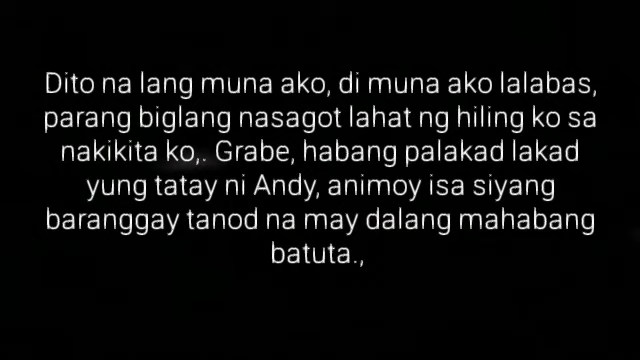 Dito na lang muna ako, di muna ako lalabas,
parang biglang nasagot lahat ng hiling ko sa
nakikita ko,. Grabe, habang palakad lakad
yung tatay ni Andy, animoy isa siyang
baranggay tanod na may dalang mahabang
batuta.,